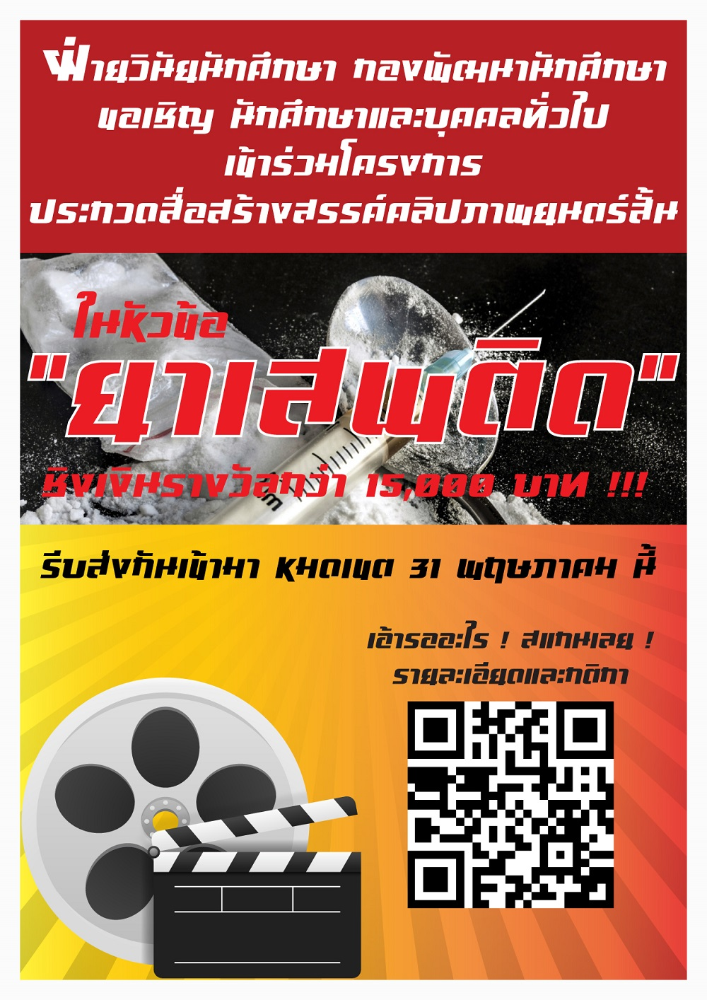 ฝ่ายวินัยนักศึกษา กองพัฒนานักศึกษา
ขอเชิญ นักศึกษาและบุคคลทั่วไป
เข้าร่วมโครงการ
ประกวดสื่อสร้างสรรค์คลิปภาพยนตร์สั้น
ในหัวข้อ
"ยาเสพติด"
ชิงเงินรางวัลกว่า 15,000 บาท !!!
รีบส่งกันเข้ามา หมดเขต 31 พฤษภาคม นี้
เอ้ารออะไร ! สแกนเลย !
รายละเอียดและกติกา